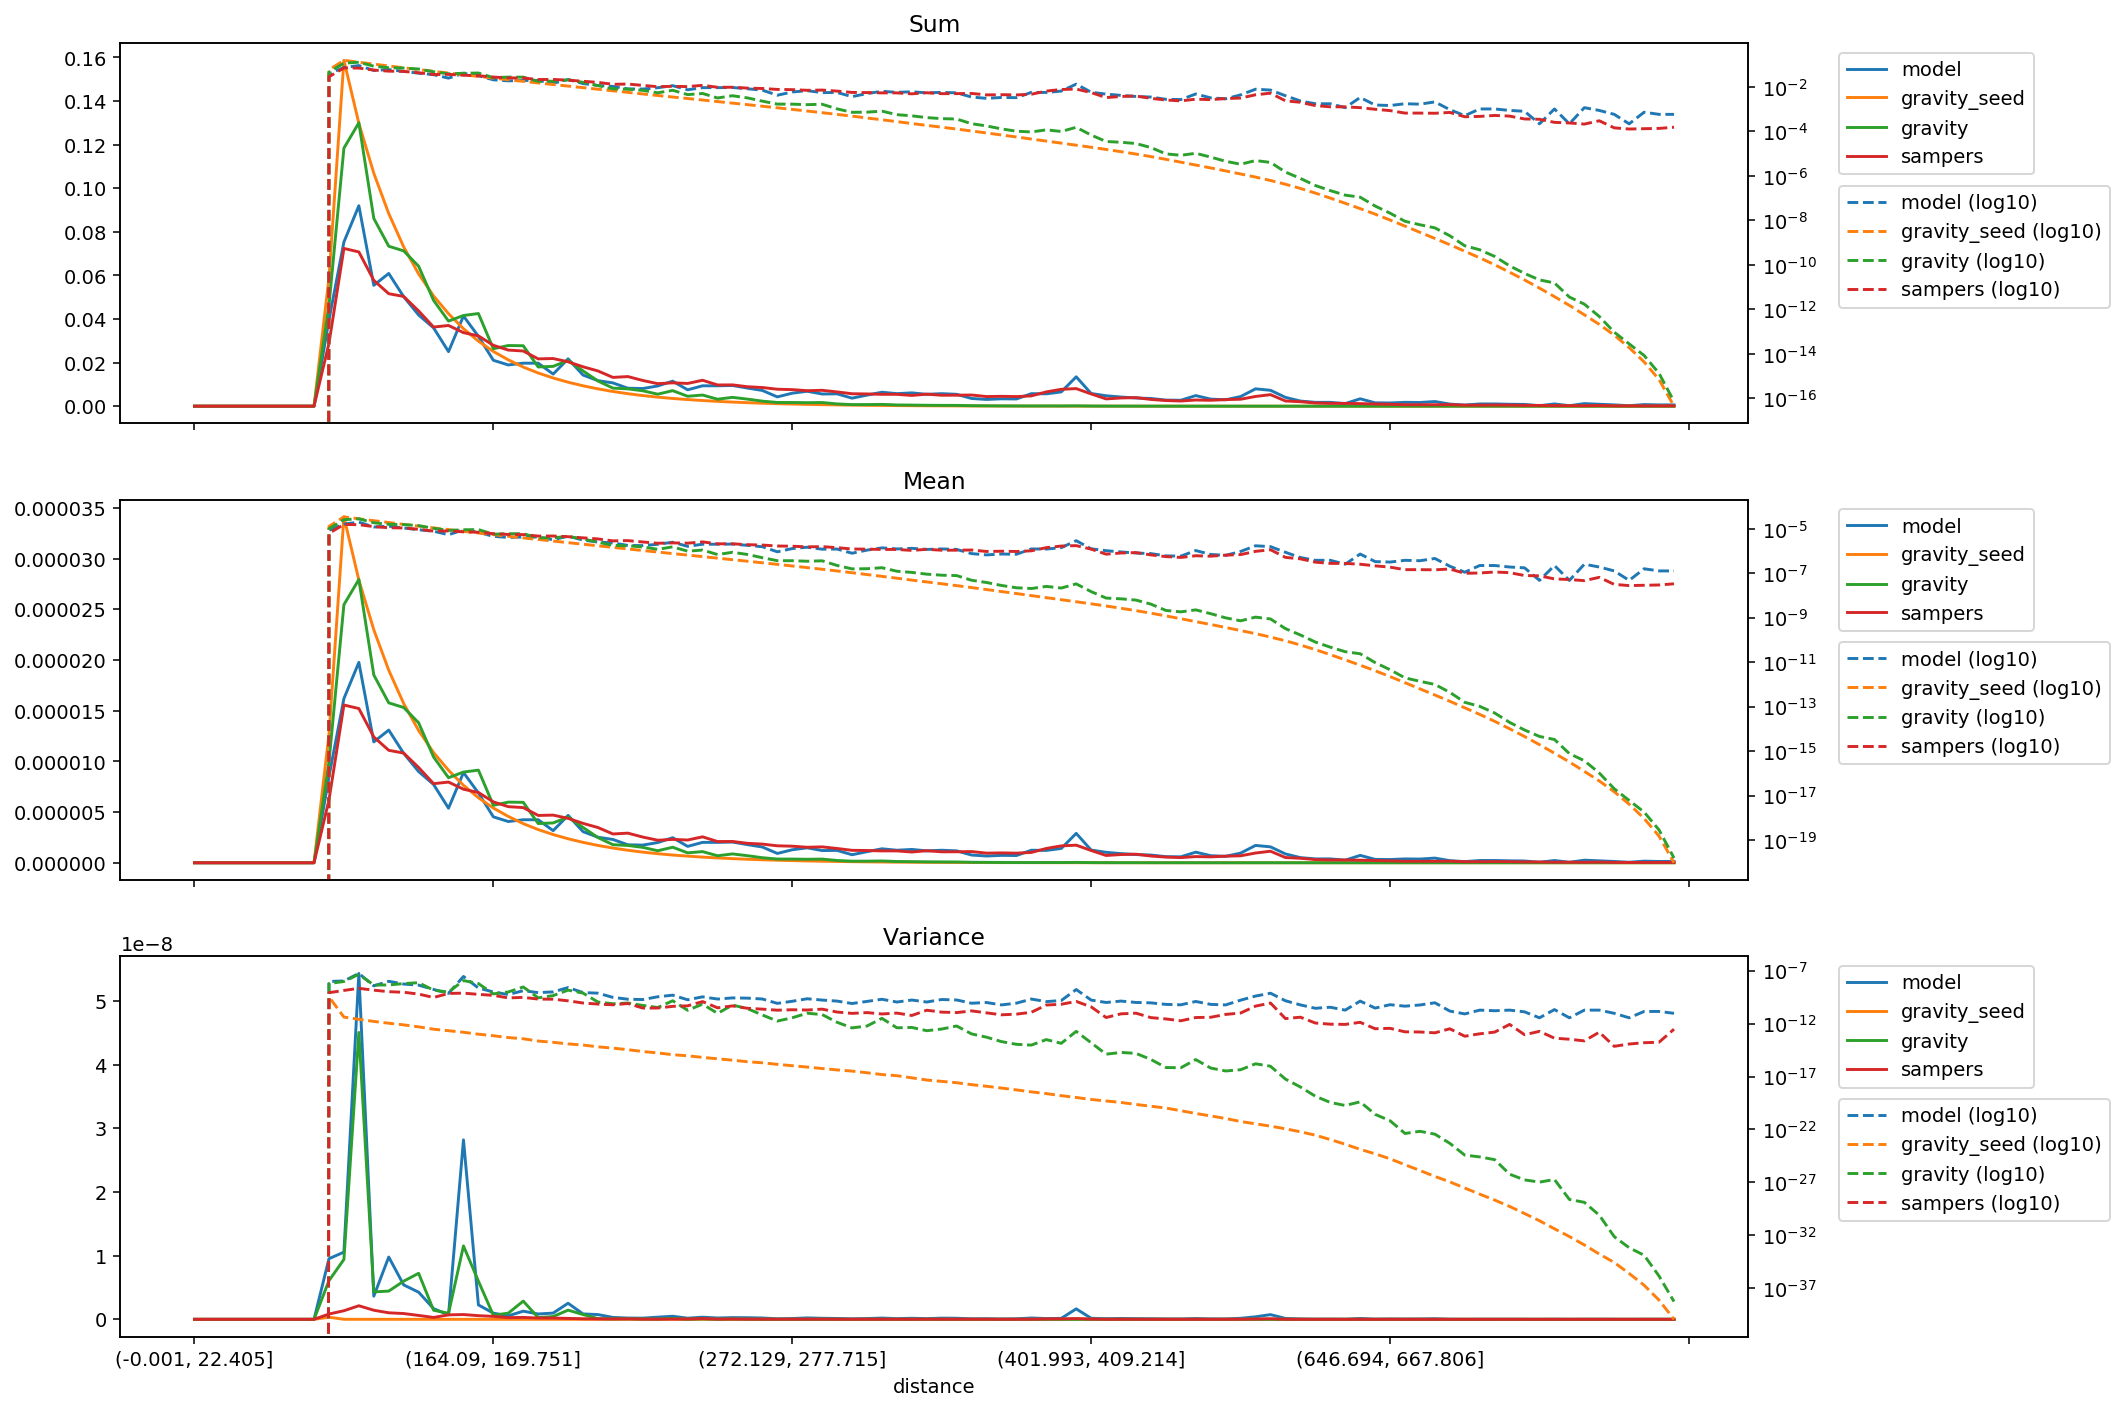 Sum
0.16
0.14
0.12
0.10
0.08
0.06
0.04
0.02
0.00
10⁻²
10⁻⁴
10⁻⁶
10⁻⁸
10⁻¹⁰
10⁻¹²
10⁻¹⁴
10⁻¹⁶
model
gravity_seed
gravity
sampers
model (log10)
gravity_seed (log10)
gravity (log10)
sampers (log10)
Mean
0.000035
0.000030
0.000025
0.000020
0.000015
0.000010
0.000005
0.000000
10⁻⁵
10⁻⁷
10⁻⁹
10⁻¹¹
10⁻¹³
10⁻¹⁵
10⁻¹⁷
10⁻¹⁹
model
gravity_seed
gravity
sampers
model (log10)
gravity_seed (log10)
gravity (log10)
sampers (log10)
Variance
1e−8
5
4
3
2
1
0
10⁻⁷
10⁻¹²
10⁻¹⁷
10⁻²²
10⁻²⁷
10⁻³²
10⁻³⁷
model
gravity_seed
gravity
sampers
model (log10)
gravity_seed (log10)
gravity (log10)
sampers (log10)
(-0.001, 22.405] (164.09, 169.751] (272.129, 277.715] (401.993, 409.214] (646.694, 667.806]
distance